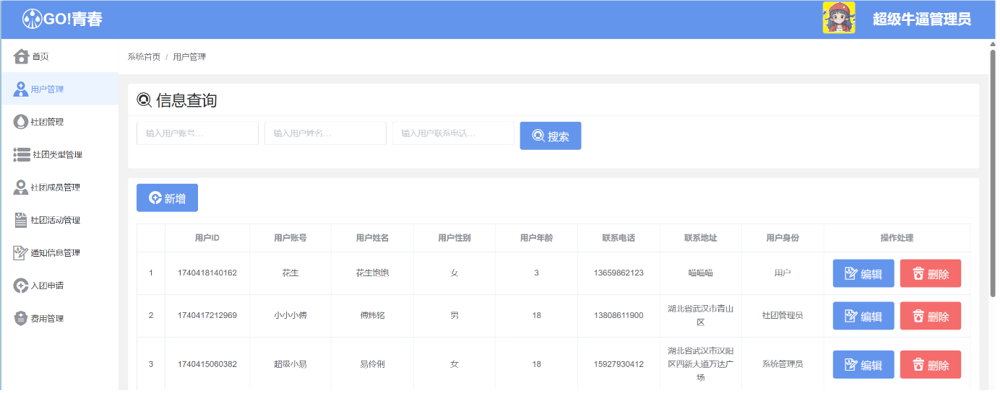 GO!青春
超级牛逼管理员
首页
用户管理
社团管理
社团类型管理
社团成员管理
社团活动管理
通知信息管理
入团申请
费用管理
系统首页 / 用户管理
信息查询
输入用户账号... 输入用户姓名... 输入用户联系电话... 搜索
新增
用户ID 用户账号 用户姓名 用户性别 用户年龄 联系电话 联系地址 用户身份 操作处理
1 1740418140162 花生 花生饱饱 女 3 13659862123 喵喵喵 用户 编辑 删除
2 1740417212969 小小小傅 傅炜铭 男 18 13808611900 湖北省武汉市青山
区 社团管理员 编辑 删除
3 1740415060382 超级小易 易伶俐 女 18 15927930412 湖北省武汉市汉阳
区四新大道万达广
场 系统管理员 编辑 删除